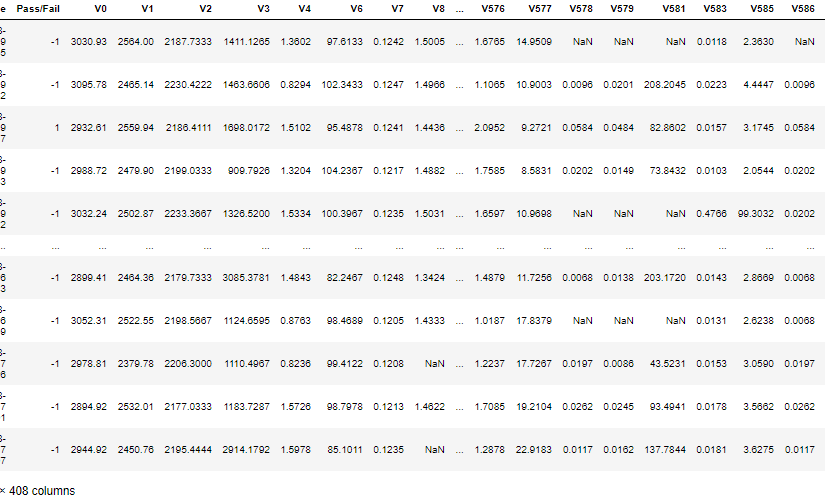 e Pass/Fail V0 V1 V2 V3 V4 V6 V7 V8 ... V576 V577 V578 V579 V581 V583 V585 V586
8-
9 -1 3030.93 2564.00 2187.7333 1411.1265 1.3602 97.6133 0.1242 1.5005 ... 1.6765 14.9509 NaN NaN NaN 0.0118 2.3630 NaN
5
8-
9 -1 3095.78 2465.14 2230.4222 1463.6606 0.8294 102.3433 0.1247 1.4966 ... 1.1065 10.9003 0.0096 0.0201 208.2045 0.0223 4.4447 0.0096
2
8-
9 1 2932.61 2559.94 2186.4111 1698.0172 1.5102 95.4878 0.1241 1.4436 ... 2.0952 9.2721 0.0584 0.0484 82.8602 0.0157 3.1745 0.0584
7
8-
9 -1 2988.72 2479.90 2199.0333 909.7926 1.3204 104.2367 0.1217 1.4882 ... 1.7585 8.5831 0.0202 0.0149 73.8432 0.0103 2.0544 0.0202
3
8-
9 -1 3032.24 2502.87 2233.3667 1326.5200 1.5334 100.3967 0.1235 1.5031 ... 1.6597 10.9698 NaN NaN NaN 0.4766 99.3032 0.0202
2
.. ... ... ... ... ... ... ... ... ... ... ... ... ... ... ... ... ... ...
8-
6 -1 2899.41 2464.36 2179.7333 3085.3781 1.4843 82.2467 0.1248 1.3424 ... 1.4879 11.7256 0.0068 0.0138 203.1720 0.0143 2.8669 0.0068
3
8-
6 -1 3052.31 2522.55 2198.5667 1124.6595 0.8763 98.4689 0.1205 1.4333 ... 1.0187 17.8379 NaN NaN NaN 0.0131 2.6238 0.0068
9
8-
7 -1 2978.81 2379.78 2206.3000 1110.4967 0.8236 99.4122 0.1208 NaN ... 1.2237 17.7267 0.0197 0.0086 43.5231 0.0153 3.0590 0.0197
6
8-
7 -1 2894.92 2532.01 2177.0333 1183.7287 1.5726 98.7978 0.1213 1.4622 ... 1.7085 19.2104 0.0262 0.0245 93.4941 0.0178 3.5662 0.0262
1
8-
7 -1 2944.92 2450.76 2195.4444 2914.1792 1.5978 85.1011 0.1235 NaN ... 1.2878 22.9183 0.0117 0.0162 137.7844 0.0181 3.6275 0.0117
7
× 408 columns